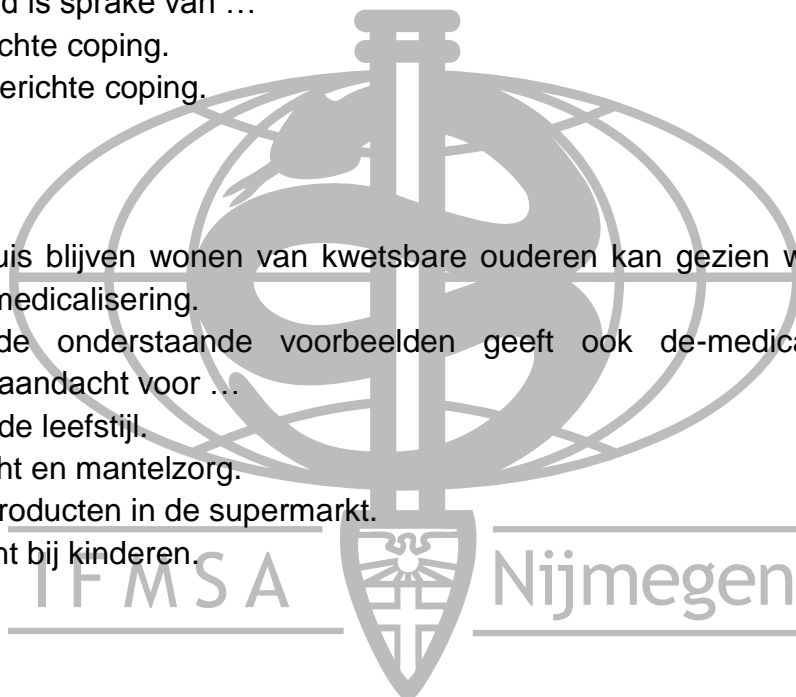 d is sprake van …
chte coping.
erichte coping.
uis blijven wonen van kwetsbare ouderen kan gezien w
medicalisering.
de onderstaande voorbeelden geeft ook de-medica
aandacht voor …
de leefstijl.
ht en mantelzorg.
roducten in de supermarkt.
ht bij kinderen.
IFMSA Nijmegen